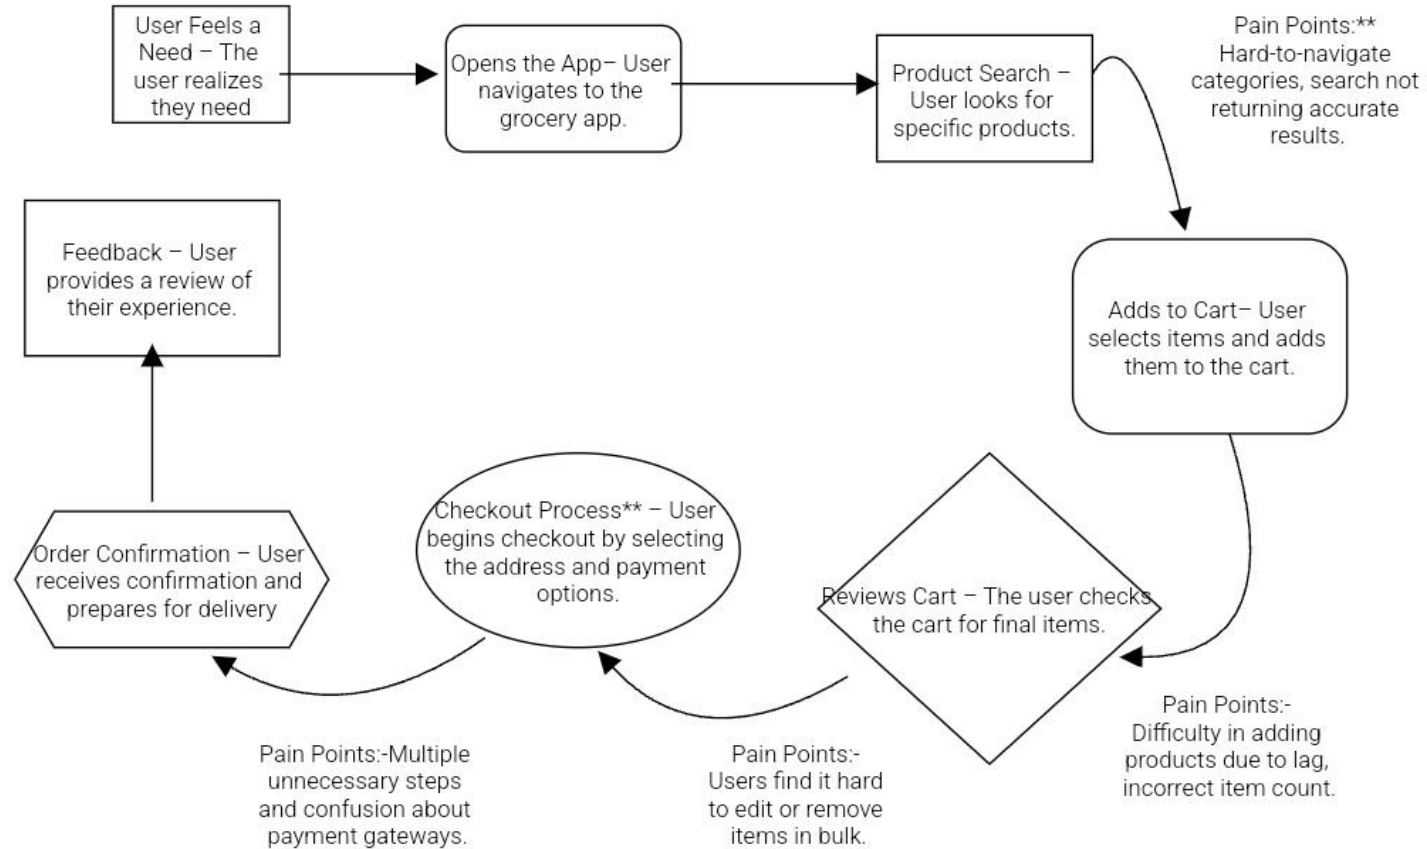 User Feels a
Need – The
user realizes
they need
Opens the App– User
navigates to the
grocery app.
Product Search –
User looks for
specific products.
Pain Points:**
Hard-to-navigate
categories, search not
returning accurate
results.
Adds to Cart– User
selects items and adds
them to the cart.
Pain Points:-
Difficulty in adding
products due to lag,
incorrect item count.
Reviews Cart – The user checks
the cart for final items.
Pain Points:-
Users find it hard
to edit or remove
items in bulk.
Checkout Process** – User
begins checkout by selecting
the address and payment
options.
Pain Points:-Multiple
unnecessary steps
and confusion about
payment gateways.
Order Confirmation – User
receives confirmation and
prepares for delivery
Feedback – User
provides a review of
their experience.